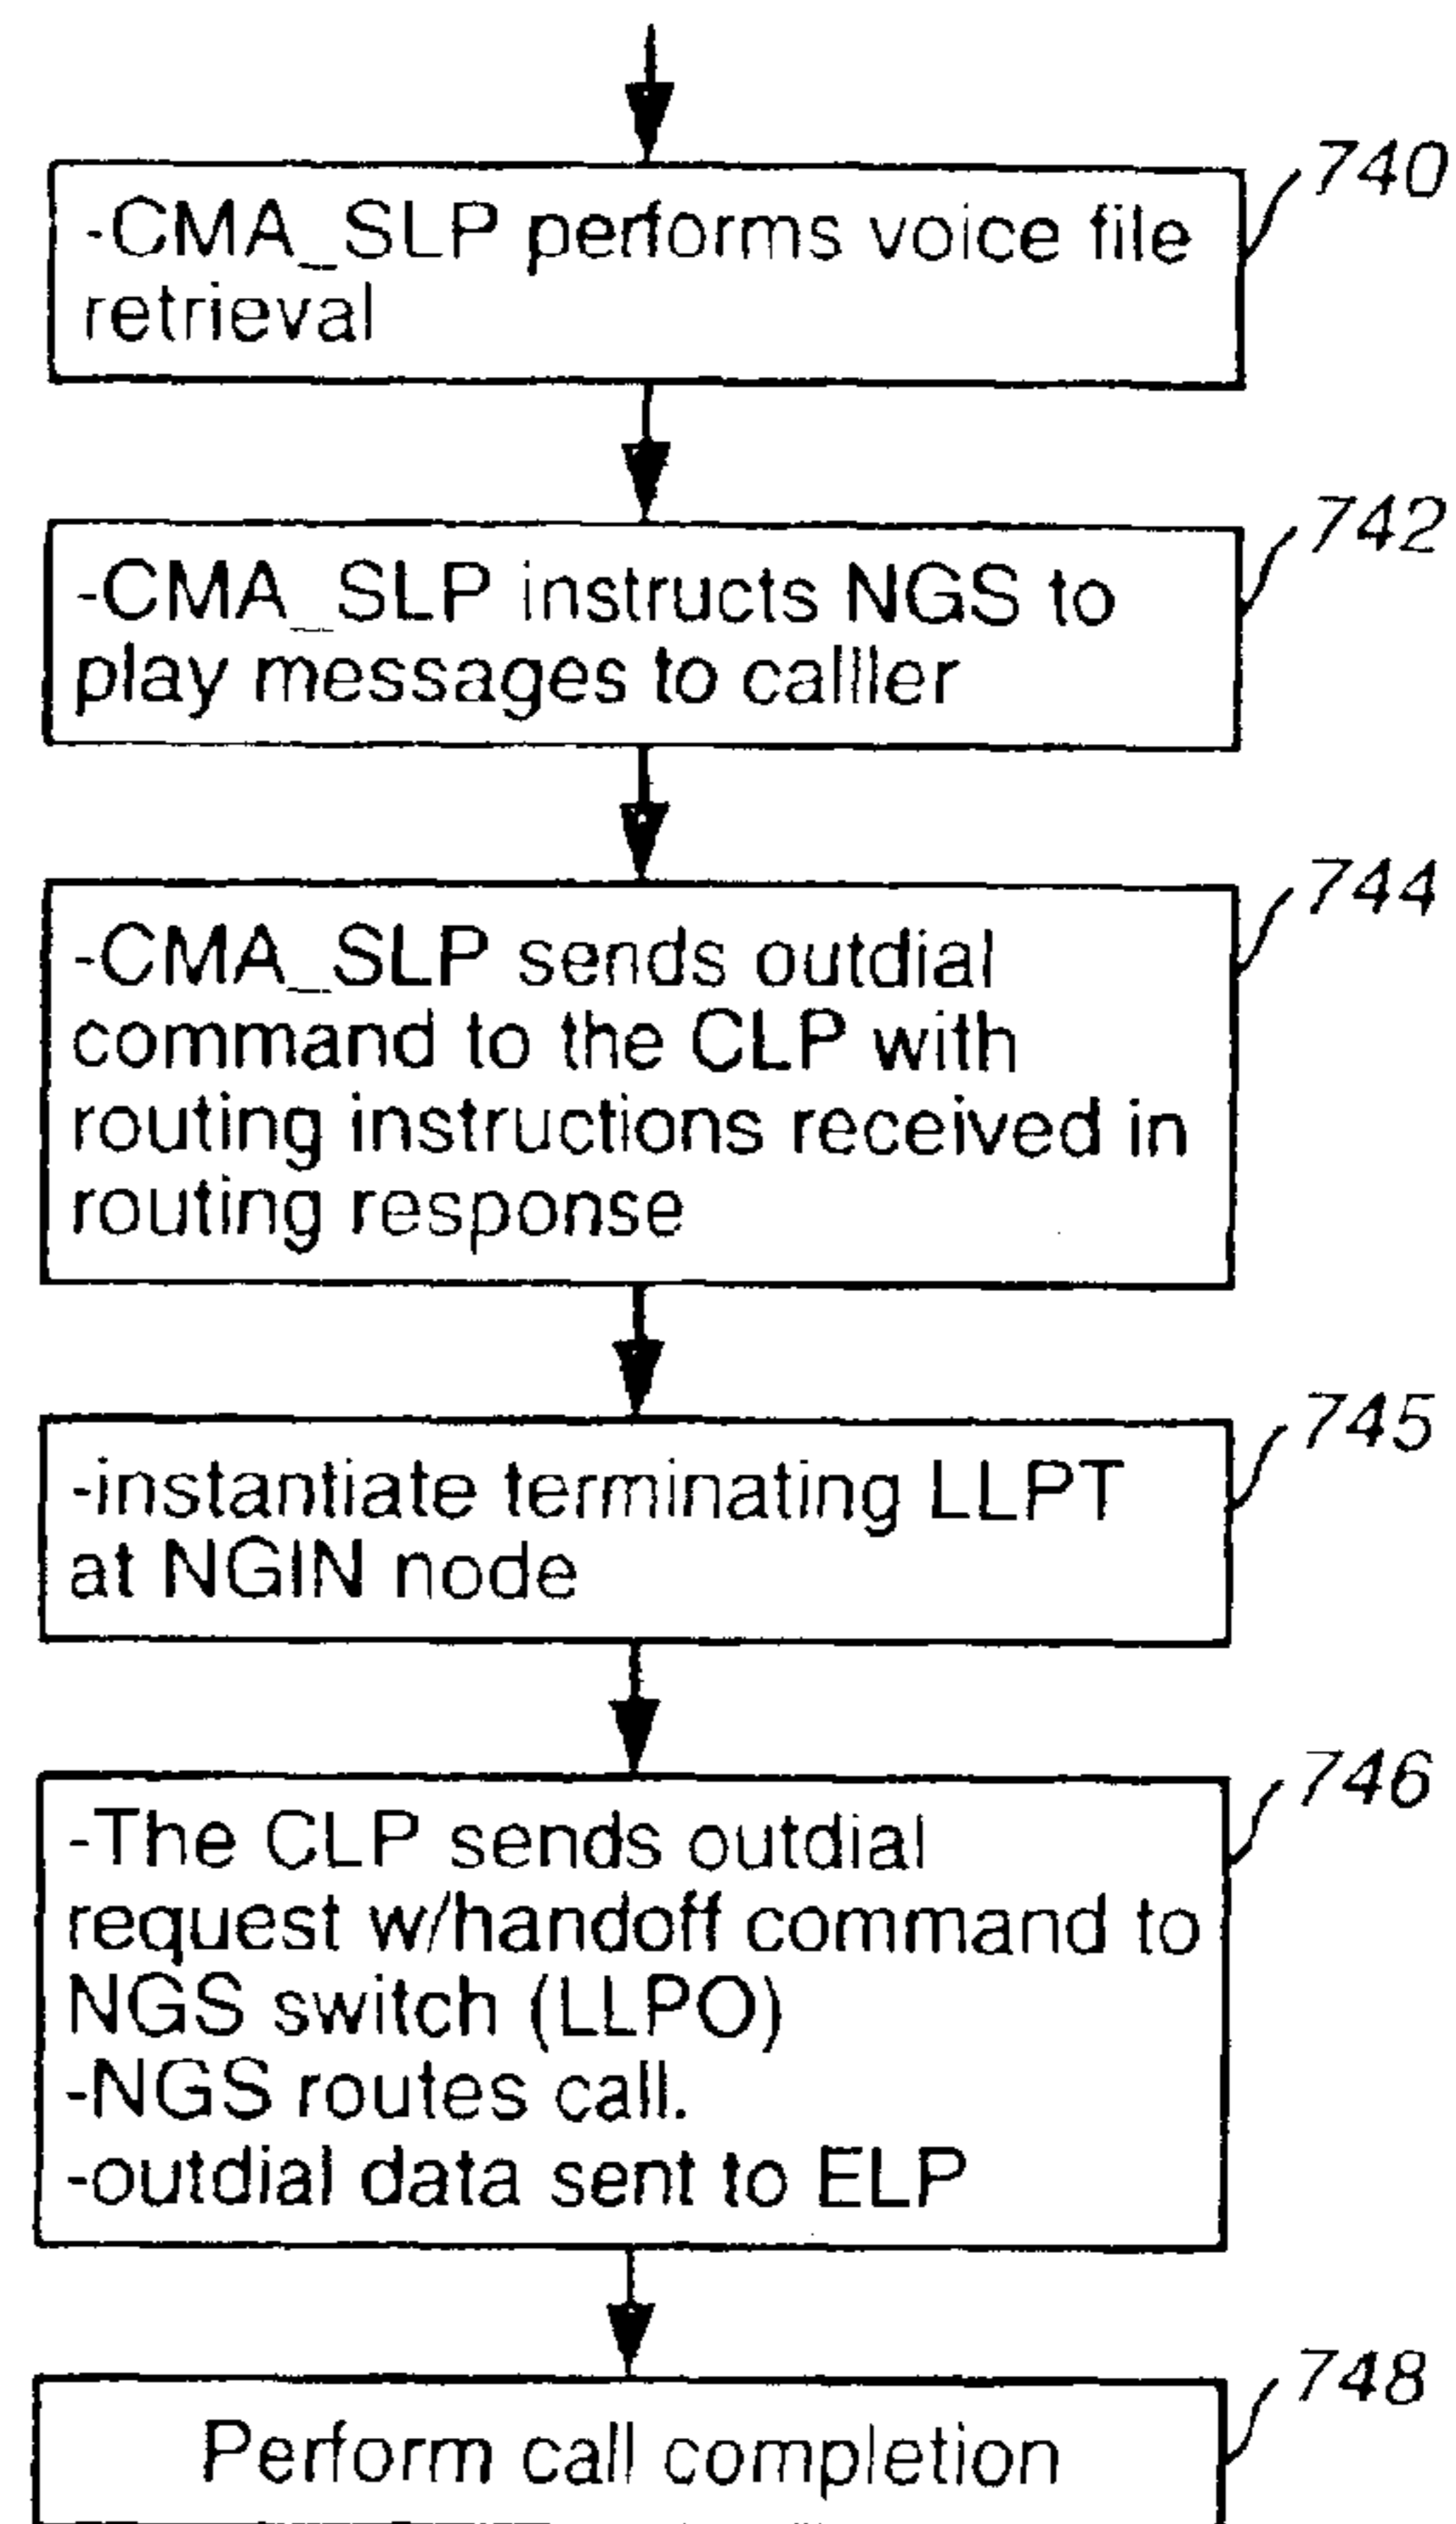 740
-CMA_SLP performs voice file
retrieval
742
-CMA_SLP instructs NGS to
play messages to calller
744
-CMA_SLP sends outdial
command to the CLP with
routing instructions received in
routing response
745
-instantiate terminating LLPT
at NGIN node
746
-The CLP sends outdial
request w/handoff command to
NGS switch (LLPO)
-NGS routes call.
-outdial data sent to ELP
748
Perform call completion